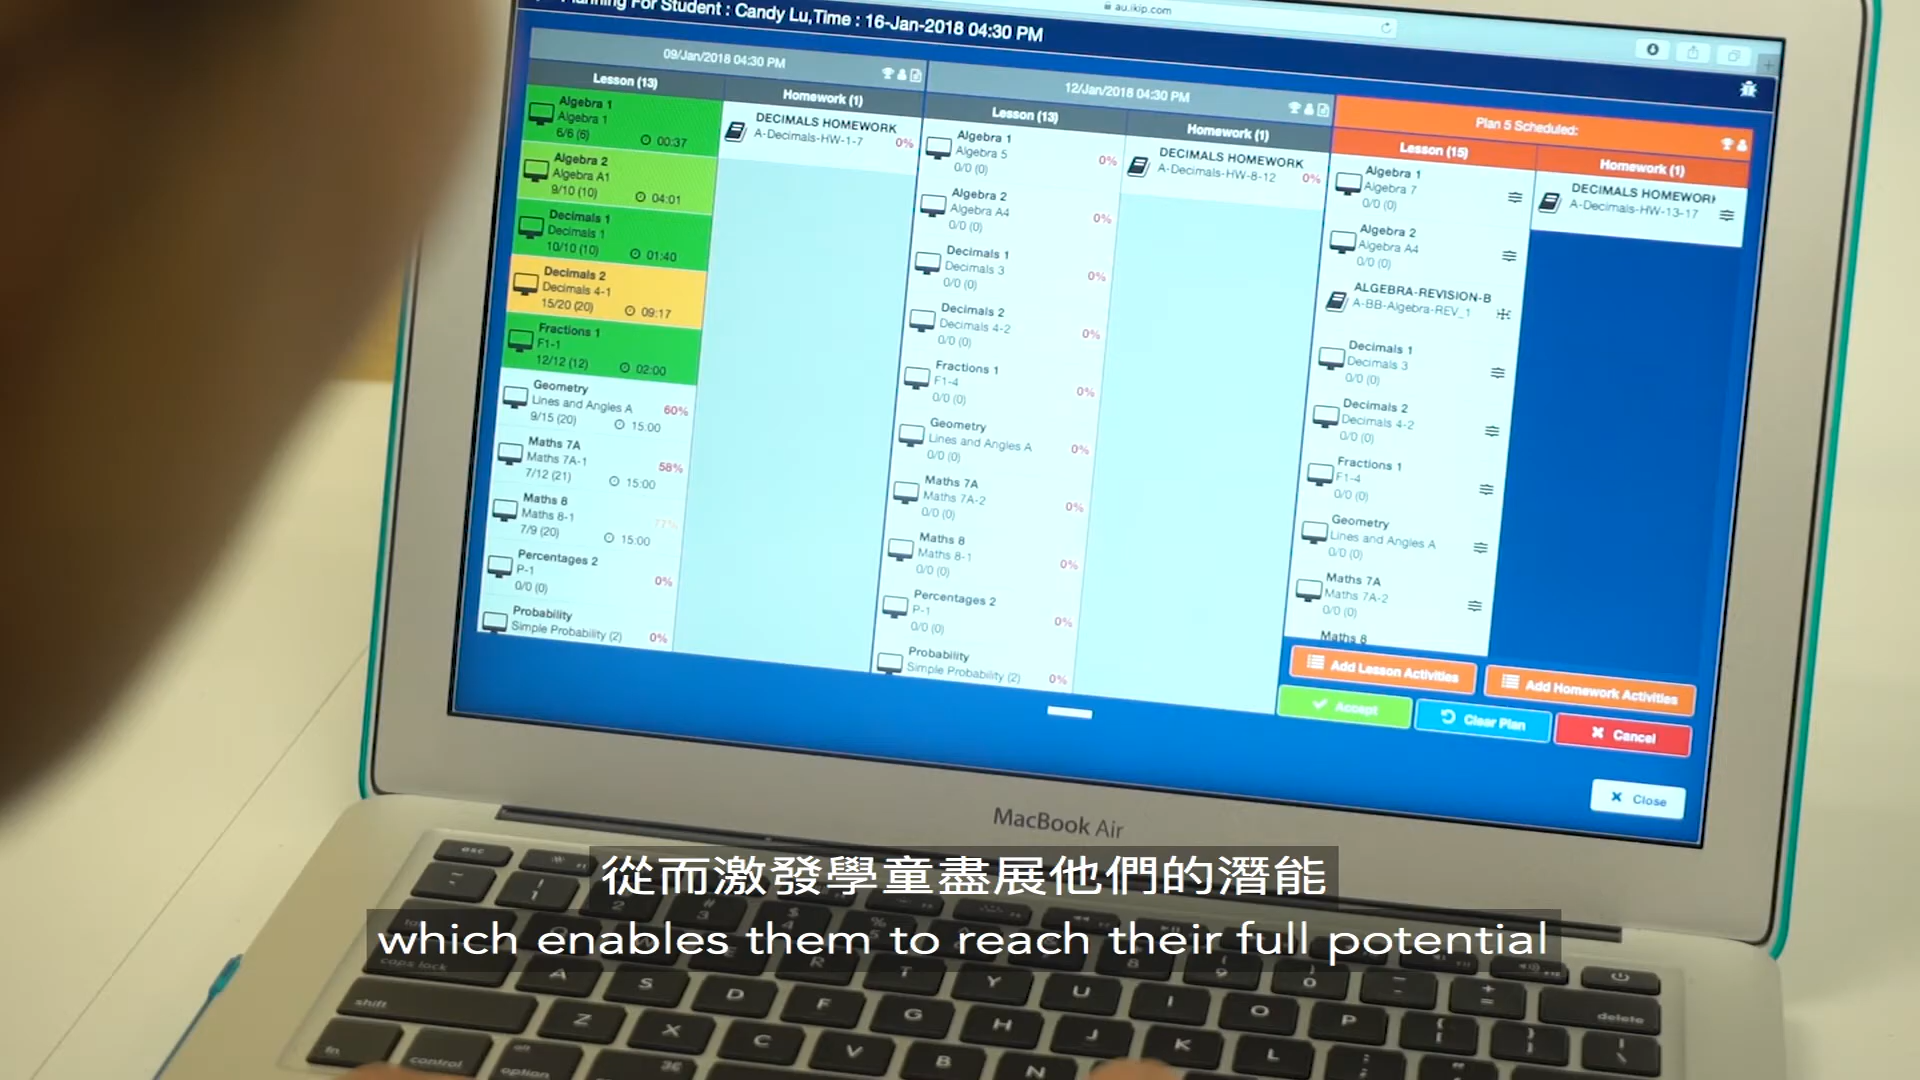 Planning For Student : Candy Lu,Time : 16-Jan-2018 04:30 PM
au.ikip.com
09/Jan/2018 04:30 PM
Lesson (13)
Algebra 1
Algebra 1
6/6 (6) 00:37
Algebra 2
Algebra A1
9/10 (10) 04:01
Decimals 1
Decimals 1
10/10 (10) 01:40
Decimals 2
Decimals 4-1
15/20 (20) 09:17
Fractions 1
F1-1
12/12 (12) 02:00
Geometry
Lines and Angles A 60%
9/15 (20) 15:00
Maths 7A
Maths 7A-1 58%
7/12 (21) 15:00
Maths 8
Maths 8-1 77%
7/9 (20) 15:00
Percentages 2
P-1 0%
0/0 (0)
Probability
Simple Probability (2) 0%
Homework (1)
DECIMALS HOMEWORK
A-Decimals-HW-1-7 0%
12/Jan/2018 04:30 PM
Lesson (13)
Algebra 1
Algebra 5 0%
0/0 (0)
Algebra 2
Algebra A4 0%
0/0 (0)
Decimals 1
Decimals 3 0%
0/0 (0)
Decimals 2
Decimals 4-2 0%
0/0 (0)
Fractions 1
F1-4 0%
0/0 (0)
Geometry
Lines and Angles A 0%
0/0 (0)
Maths 7A
Maths 7A-2 0%
0/0 (0)
Maths 8
Maths 8-1 0%
0/0 (0)
Percentages 2
P-1 0%
0/0 (0)
Probability
Simple Probability (2) 0%
Homework (1)
DECIMALS HOMEWORK
A-Decimals-HW-8-12 0%
Plan 5 Scheduled:
Lesson (15)
Algebra 1
Algebra 7
0/0 (0)
Algebra 2
Algebra A4
0/0 (0)
ALGEBRA-REVISION-B
A-BB-Algebra-REV_1
Decimals 1
Decimals 3
0/0 (0)
Decimals 2
Decimals 4-2
0/0 (0)
Fractions 1
F1-4
0/0 (0)
Geometry
Lines and Angles A
0/0 (0)
Maths 7A
Maths 7A-2
0/0 (0)
Maths 8
Homework (1)
DECIMALS HOMEWORK
A-Decimals-HW-13-17
Add Lesson Activities
Add Homework Activities
Accept
Clear Plan
Cancel
Close
MacBook Air
從而激發學童盡展他們的潛能
which enables them to reach their full potential
esc
caps lock
A S D F G H J K L
shift
Z X C V B N
fn control option
delete